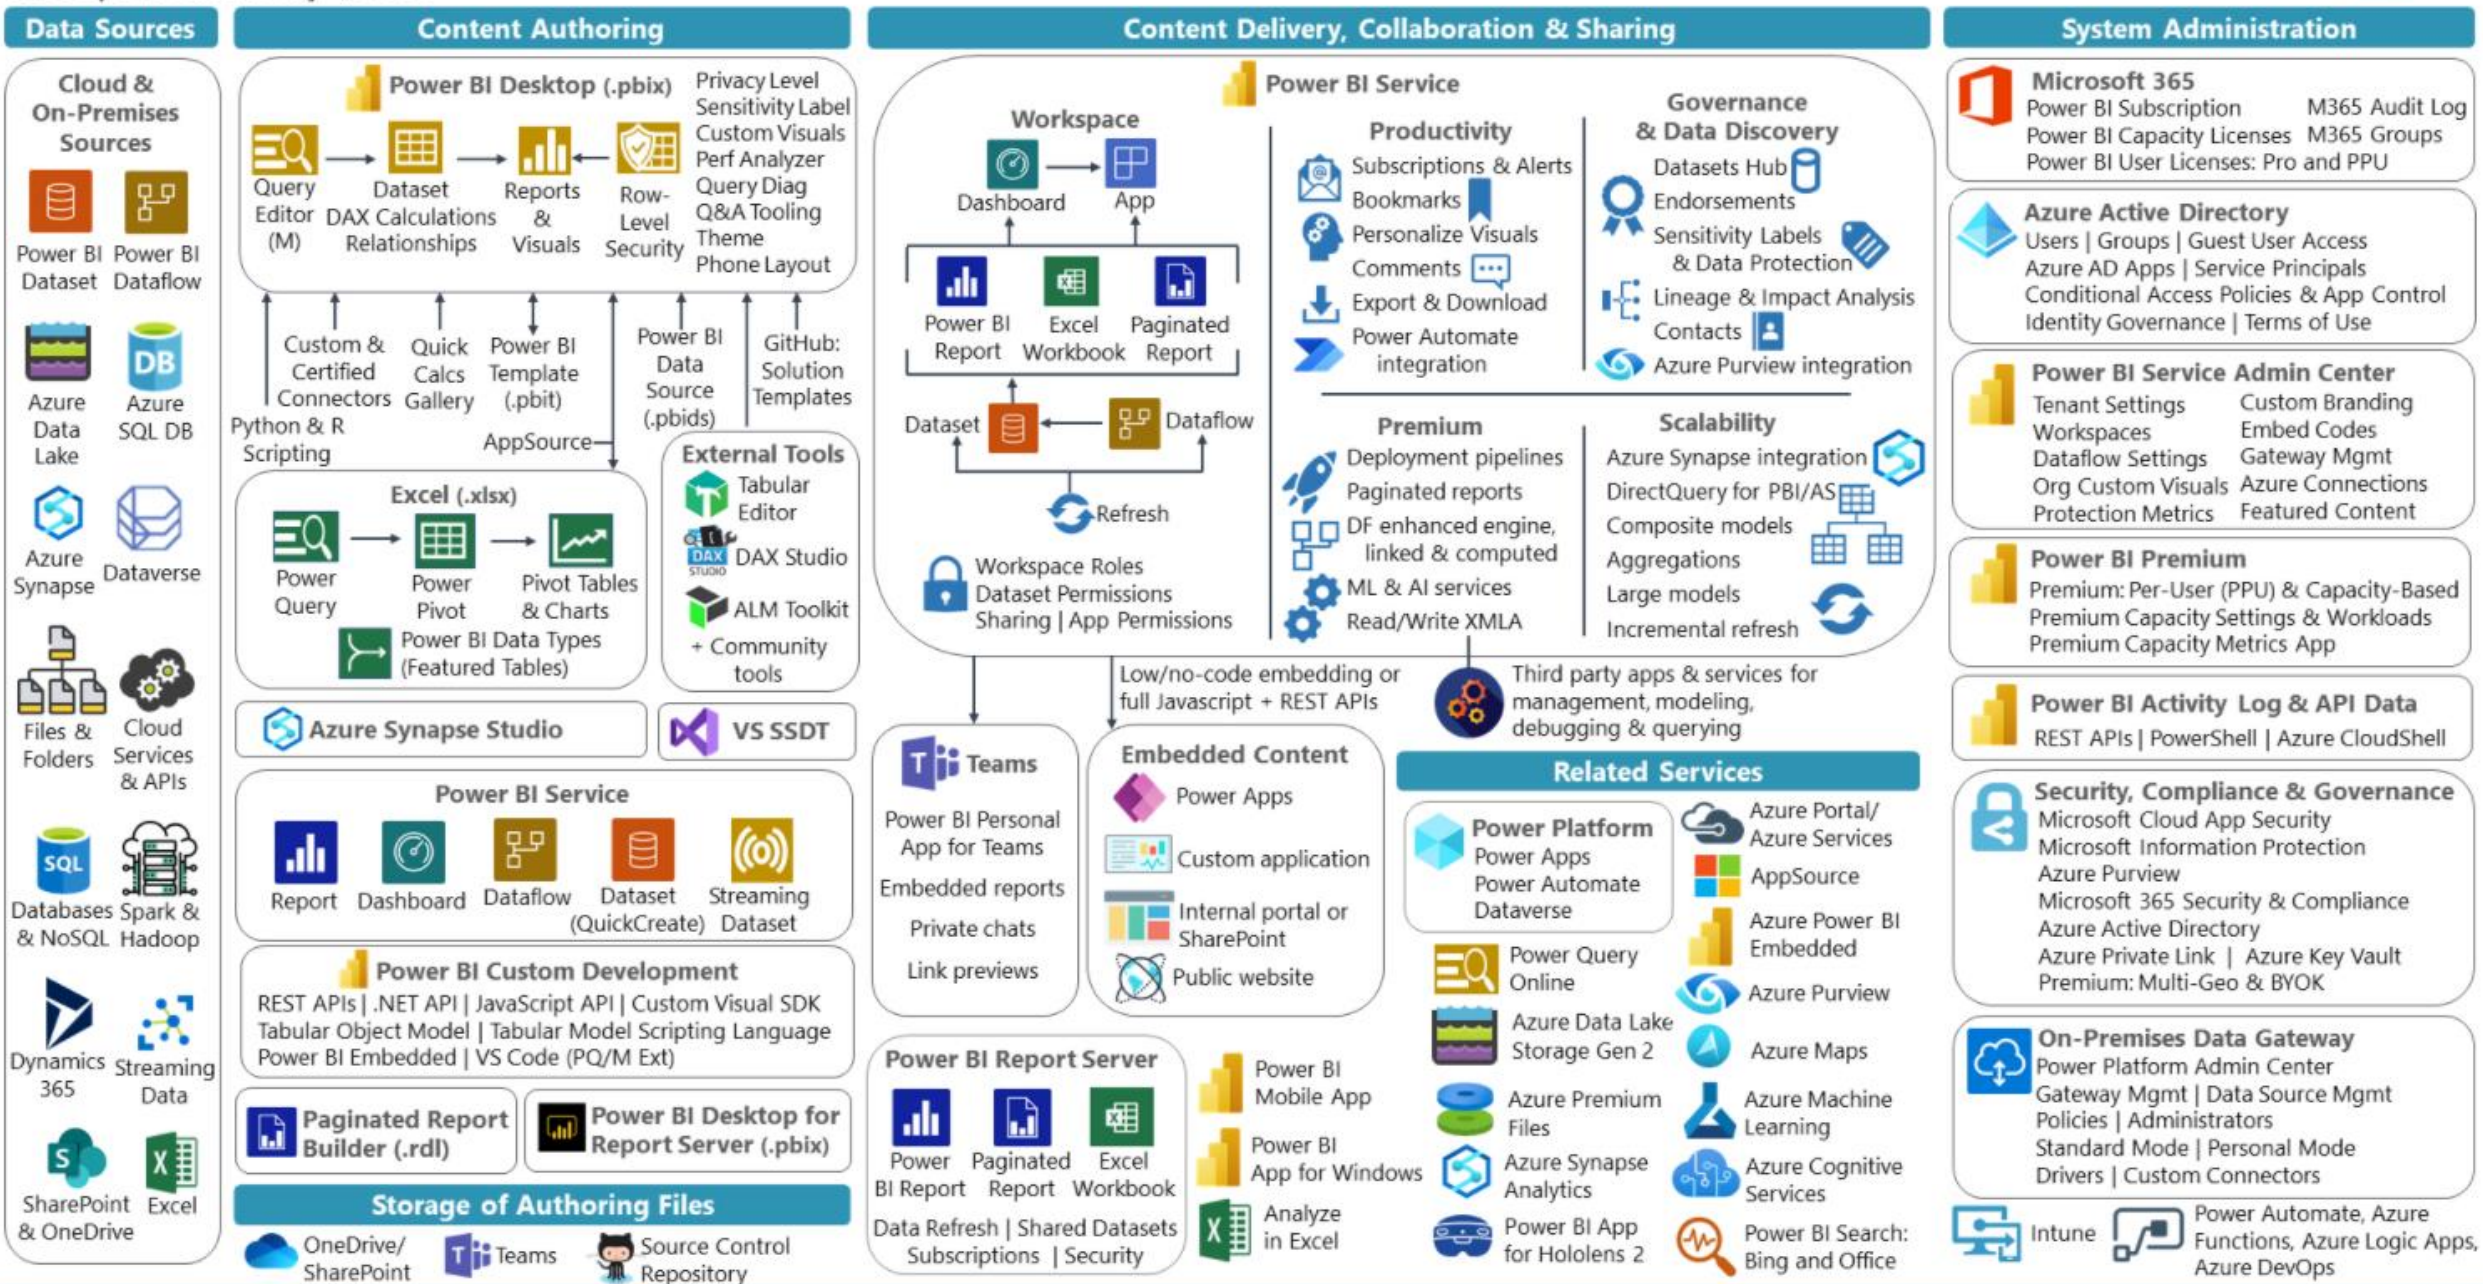 Data Sources
Cloud &
On-Premises
Sources
Power BI
Dataset
Power BI
Dataflow
Azure
Data
Lake
Azure
SQL DB
DB
Azure
Synapse
Dataverse
Files &
Folders
Cloud
Services
& APIs
SQL
Databases
& NoSQL
Spark &
Hadoop
Dynamics
365
Streaming
Data
S
SharePoint
& OneDrive
X
Excel
Content Authoring
Power BI Desktop (.pbix)
Query
Editor
(M)
Dataset
DAX Calculations
Relationships
Reports
&
Visuals
Row-
Level
Security
Privacy Level
Sensitivity Label
Custom Visuals
Perf Analyzer
Query Diag
Q&A Tooling
Theme
Phone Layout
Python & R
Scripting
Custom &
Certified
Connectors
Quick
Calcs
Gallery
Power BI
Template
(.pbit)
AppSource
Power BI
Data
Source
(.pbids)
GitHub:
Solution
Templates
Excel (.xlsx)
Power
Query
Power
Pivot
Pivot Tables
& Charts
Power BI Data Types
(Featured Tables)
External Tools
Tabular
Editor
DAX
STUDIO
DAX Studio
ALM Toolkit
+ Community
tools
Azure Synapse Studio
VS SSDT
Power BI Service
Report
Dashboard
Dataflow
Dataset
(QuickCreate)
Streaming
Dataset
Power BI Custom Development
REST APIs | .NET API | JavaScript API | Custom Visual SDK
Tabular Object Model | Tabular Model Scripting Language
Power BI Embedded | VS Code (PQ/M Ext)
Paginated Report
Builder (.rdl)
Power BI Desktop for
Report Server (.pbix)
Storage of Authoring Files
OneDrive/
SharePoint
T
Teams
Source Control
Repository
Content Delivery, Collaboration & Sharing
Power BI Service
Workspace
Dashboard
App
Power BI
Report
Excel
Workbook
Paginated
Report
Dataset
Dataflow
Refresh
Workspace Roles
Dataset Permissions
Sharing | App Permissions
Productivity
Subscriptions & Alerts
Bookmarks
Personalize Visuals
Comments
Export & Download
Power Automate
integration
Governance
& Data Discovery
Datasets Hub
Endorsements
Sensitivity Labels
& Data Protection
Lineage & Impact Analysis
Contacts
Azure Purview integration
Premium
Deployment pipelines
Paginated reports
DF enhanced engine,
linked & computed
ML & AI services
Read/Write XMLA
Scalability
Azure Synapse integration
DirectQuery for PBI/AS
Composite models
Aggregations
Large models
Incremental refresh
Low/no-code embedding or
full Javascript + REST APIs
Third party apps & services for
management, modeling,
debugging & querying
T
Teams
Power BI Personal
App for Teams
Embedded reports
Private chats
Link previews
Embedded Content
Power Apps
Custom application
Internal portal or
SharePoint
Public website
Power BI Report Server
Power
BI Report
Paginated
Report
Excel
Workbook
Data Refresh | Shared Datasets
Subscriptions | Security
Power BI
Mobile App
Power BI
App for Windows
X
Analyze
in Excel
Related Services
Power Platform
Power Apps
Power Automate
Dataverse
Power Query
Online
Azure Data Lake
Storage Gen 2
Azure Premium
Files
Azure Synapse
Analytics
Power BI App
for Hololens 2
Azure Portal/
Azure Services
AppSource
Azure Power BI
Embedded
Azure Purview
Azure Maps
Azure Machine
Learning
Azure Cognitive
Services
Power BI Search:
Bing and Office
System Administration
Microsoft 365
Power BI Subscription
M365 Audit Log
Power BI Capacity Licenses
M365 Groups
Power BI User Licenses: Pro and PPU
Azure Active Directory
Users | Groups | Guest User Access
Azure AD Apps | Service Principals
Conditional Access Policies & App Control
Identity Governance | Terms of Use
Power BI Service Admin Center
Tenant Settings
Custom Branding
Workspaces
Embed Codes
Dataflow Settings
Gateway Mgmt
Org Custom Visuals
Azure Connections
Protection Metrics
Featured Content
Power BI Premium
Premium: Per-User (PPU) & Capacity-Based
Premium Capacity Settings & Workloads
Premium Capacity Metrics App
Power BI Activity Log & API Data
REST APIs | PowerShell | Azure CloudShell
Security, Compliance & Governance
Microsoft Cloud App Security
Microsoft Information Protection
Azure Purview
Microsoft 365 Security & Compliance
Azure Active Directory
Azure Private Link | Azure Key Vault
Premium: Multi-Geo & BYOK
On-Premises Data Gateway
Power Platform Admin Center
Gateway Mgmt | Data Source Mgmt
Policies | Administrators
Standard Mode | Personal Mode
Drivers | Custom Connectors
Intune
Power Automate, Azure
Functions, Azure Logic Apps,
Azure DevOps